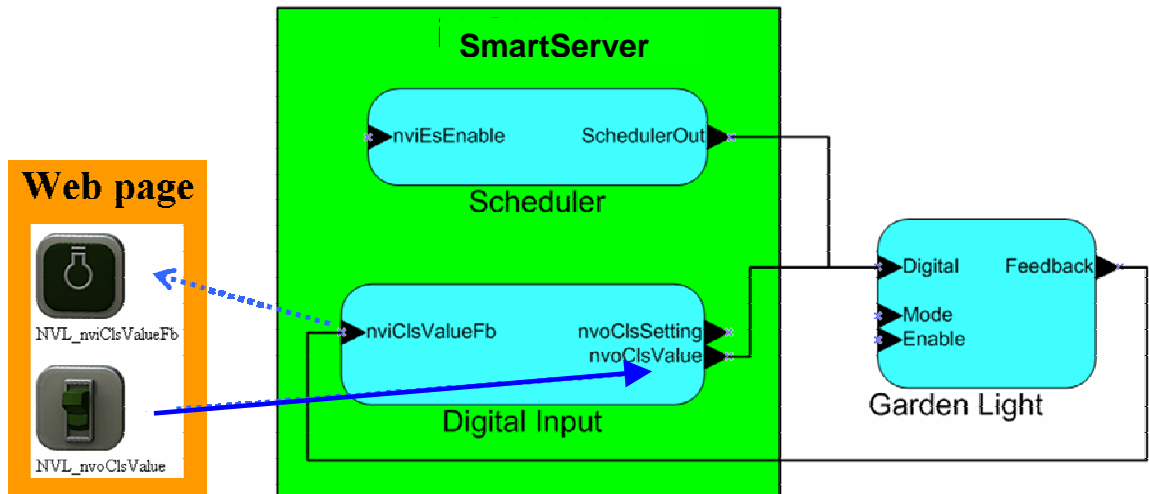 SmartServer
nviEsEnable
SchedulerOut
Scheduler
Web page
NVL_nviClsValueFb
NVL_nvoClsValue
nviClsValueFb
nvoClsSetting
nvoClsValue
Digital Input
Digital
Feedback
Mode
Enable
Garden Light